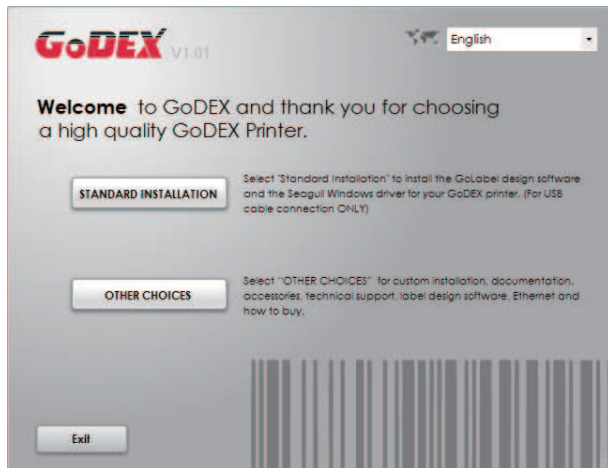 GoDEX V1.01
English
Welcome to GoDEX and thank you for choosing
a high quality GoDEX Printer.
STANDARD INSTALLATION
Select "Standard Installation" to install the GoLabel design software
and the Seagull Windows driver for your GoDEX printer. (For USB
cable connection ONLY)
OTHER CHOICES
Select "OTHER CHOICES" for custom installation, documentation,
accessories, technical support, label design software, Ethernet and
how to buy.
Exit